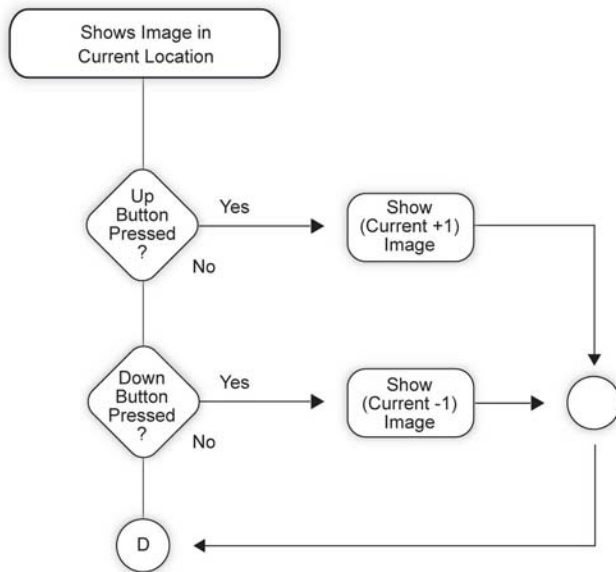 Shows Image in
Current Location
Up
Button
Pressed
?
Yes
No
Show
(Current +1)
Image
Down
Button
Pressed
?
Yes
No
Show
(Current -1)
Image
D